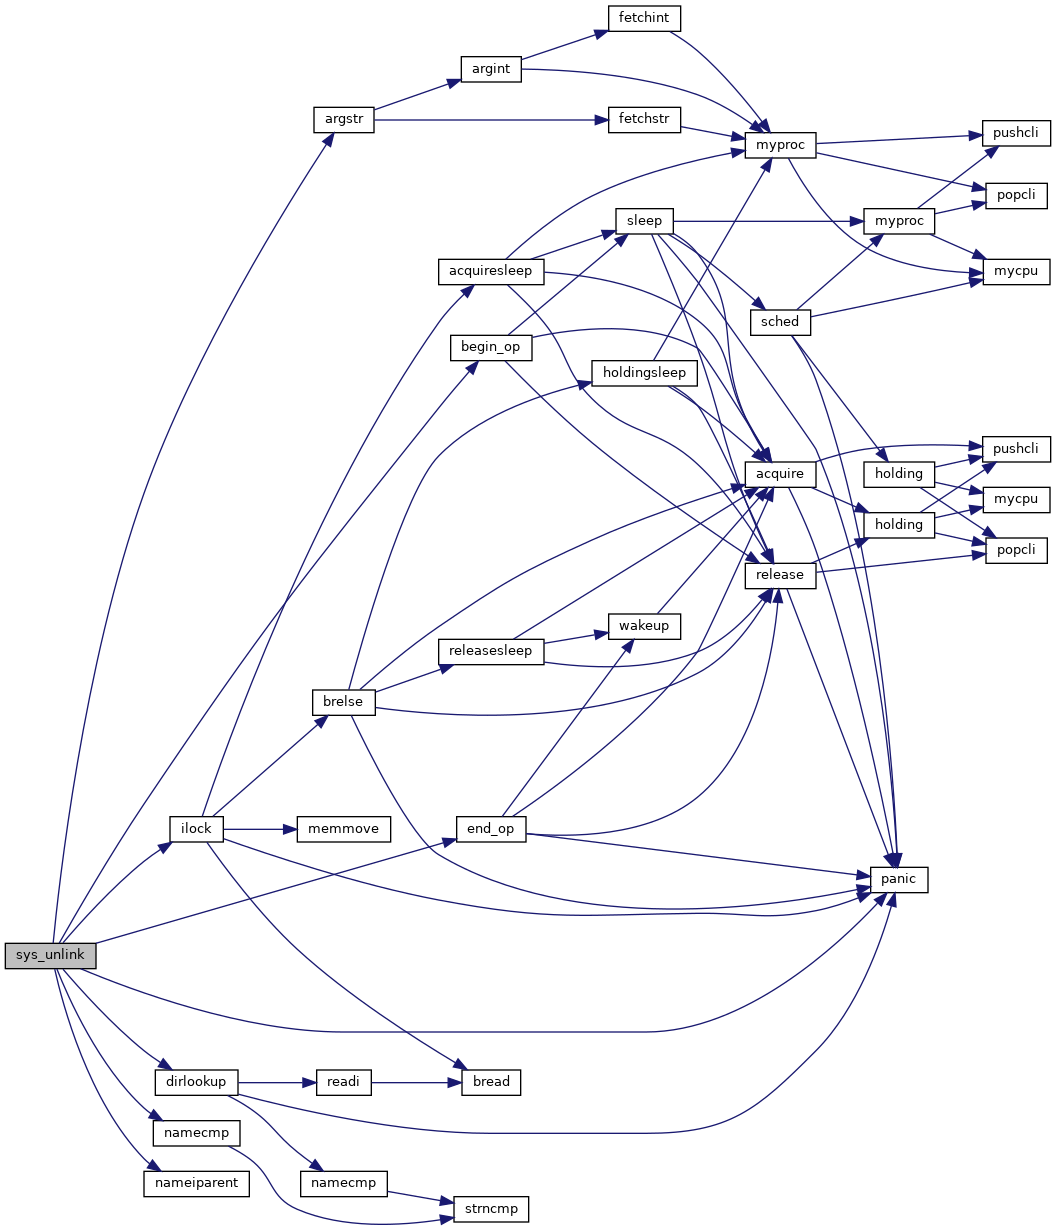 fetchint
argint
argstr
fetchstr
pushcli
myproc
popcli
sleep
myproc
acquiresleep
mycpu
sched
begin_op
holdingsleep
pushcli
acquire
holding
mycpu
holding
popcli
release
wakeup
releasesleep
brelse
ilock
memmove
end_op
panic
sys_unlink
dirlookup
readi
bread
namecmp
nameiparent
namecmp
strncmp